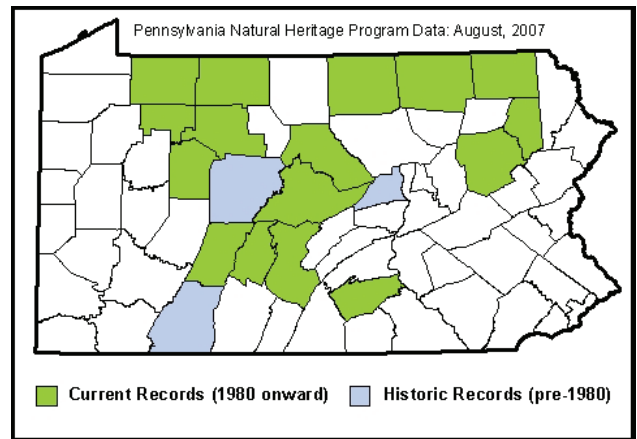 Pennsylvania Natural Heritage Program Data: August, 2007
Current Records (1980 onward)
Historic Records (pre-1980)